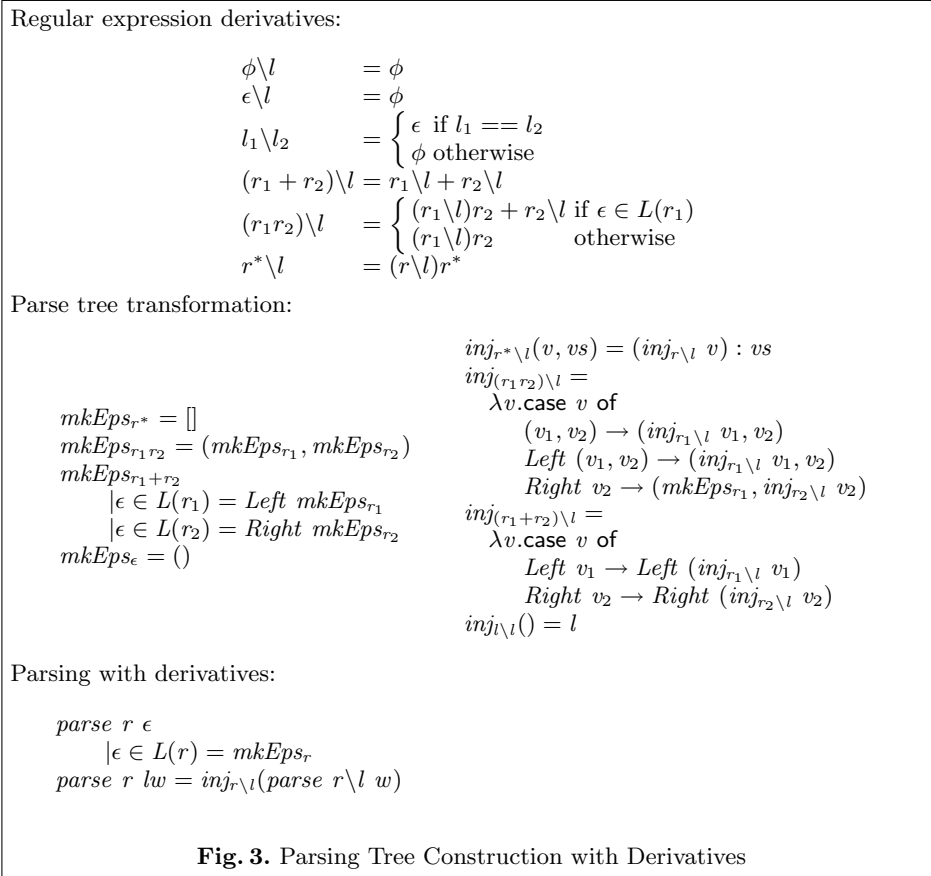 Regular expression derivatives:
ϕ\l = ϕ
ϵ\l = ϕ
l₁\l₂ = { ϵ if l₁ == l₂
ϕ otherwise
(r₁ + r₂)\l = r₁\l + r₂\l
(r₁r₂)\l = { (r₁\l)r₂ + r₂\l if ϵ ∈ L(r₁)
(r₁\l)r₂ otherwise
r*\l = (r\l)r*
Parse tree transformation:
mkEps_{r*} = []
mkEps_{r₁r₂} = (mkEps_{r₁}, mkEps_{r₂})
mkEps_{r₁+r₂}
|ϵ ∈ L(r₁) = Left mkEps_{r₁}
|ϵ ∈ L(r₂) = Right mkEps_{r₂}
mkEps_ϵ = ()
inj_{r*\l}(v, vs) = (inj_{r\l} v) : vs
inj_{(r₁r₂)\l} =
λv.case v of
(v₁, v₂) → (inj_{r₁\l} v₁, v₂)
Left (v₁, v₂) → (inj_{r₁\l} v₁, v₂)
Right v₂ → (mkEps_{r₁}, inj_{r₂\l} v₂)
inj_{(r₁+r₂)\l} =
λv.case v of
Left v₁ → Left (inj_{r₁\l} v₁)
Right v₂ → Right (inj_{r₂\l} v₂)
inj_{l\l}() = l
Parsing with derivatives:
parse r ϵ
|ϵ ∈ L(r) = mkEps_r
parse r lw = inj_{r\l}(parse r\l w)
Fig. 3. Parsing Tree Construction with Derivatives